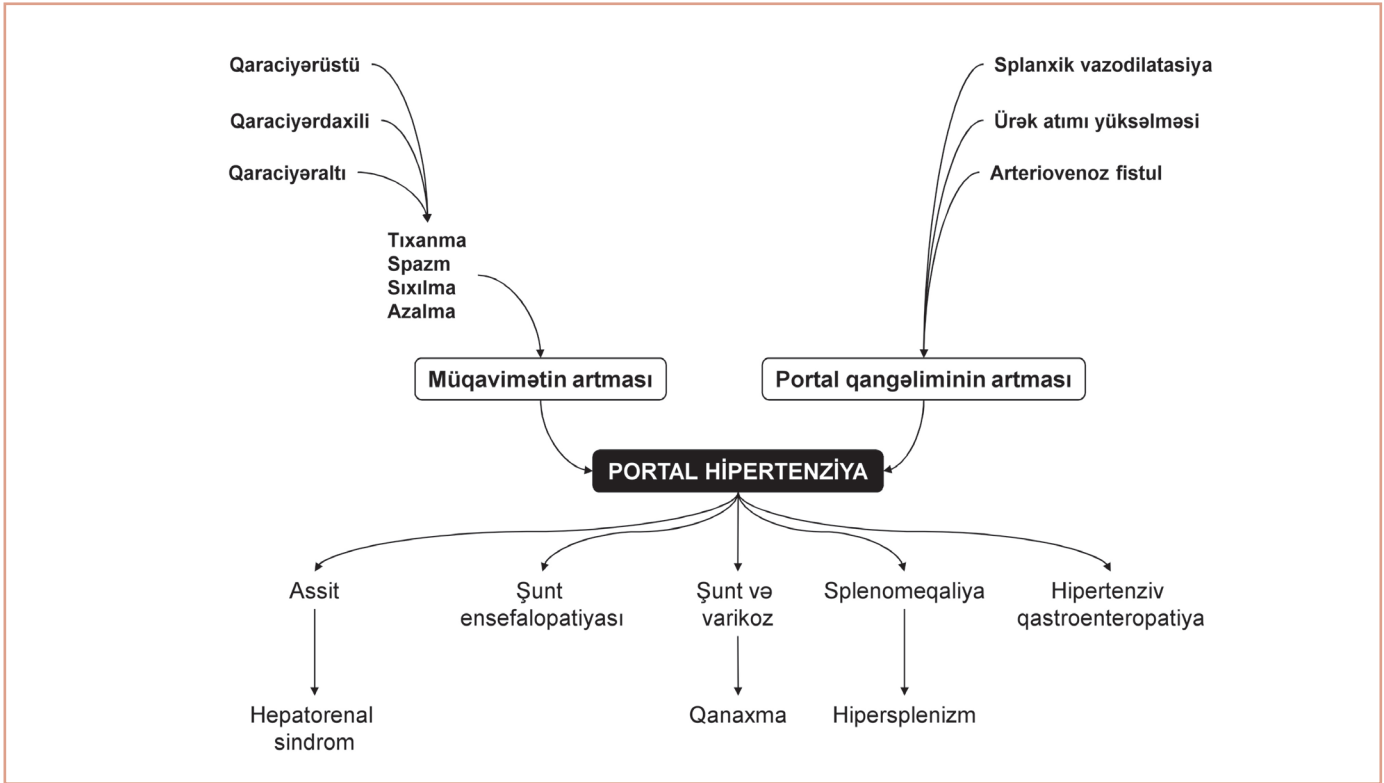 Qaraciyərüstü
Qaraciyərdaxili
Qaraciyəraltı
Tıxanma
Spazm
Sıxılma
Azalma
Müqavimətin artması
Splanxik vazodilatasiya
Ürək atımı yüksəlməsi
Arteriovenoz fistul
Portal qangəliminin artması
PORTAL HİPERTENZİYA
Assit
Hepatorenal
sindrom
Şunt
ensefalopatiyası
Şunt və
varikoz
Qanaxma
Splenomeqaliya
Hipersplenizm
Hipertenziv
qastroenteropatiya